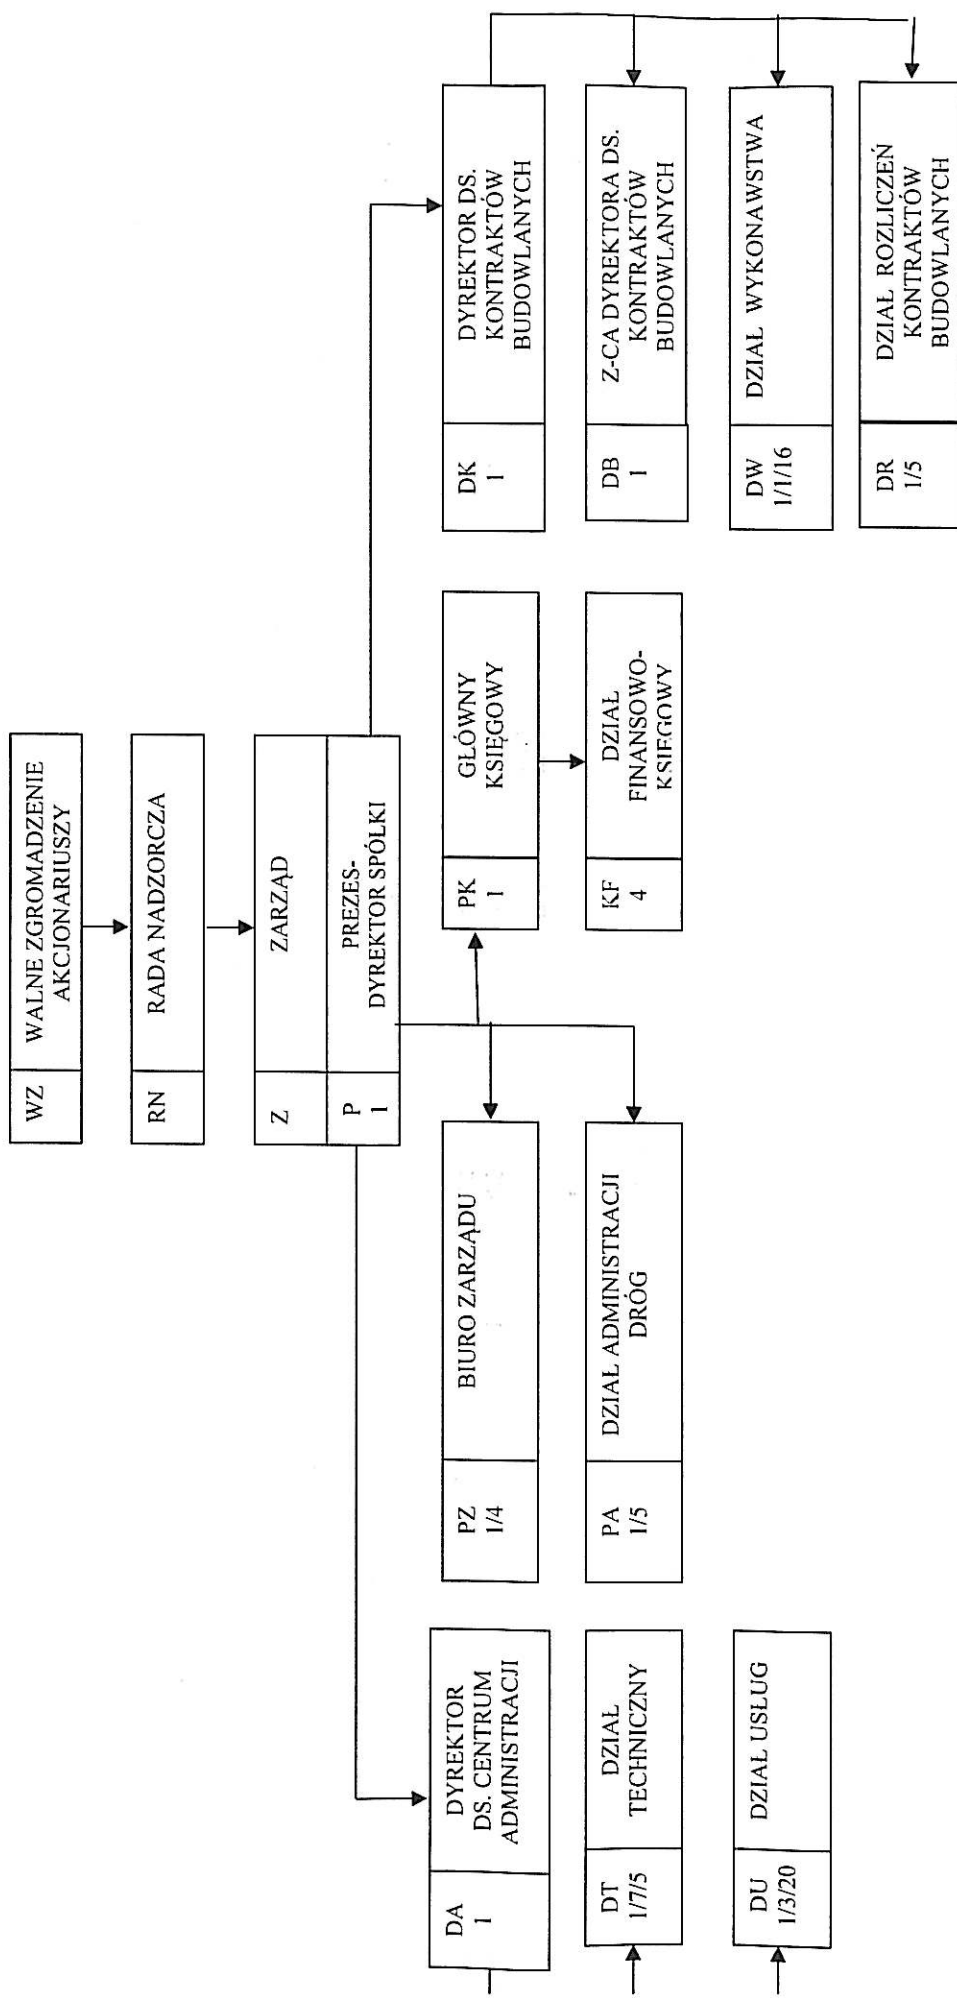 WZ
WALNE ZGROMADZENIE
AKCJONARIUSZY
RN
RADA NADZORCZA
Z
ZARZĄD
P
1
PREZES-
DYREKTOR SPÓŁKI
DA
1
DYREKTOR
DS. CENTRUM
ADMINISTRACJI
DT
1/7/5
DZIAŁ
TECHNICZNY
DU
1/3/20
DZIAŁ USŁUG
PZ
1/4
BIURO ZARZĄDU
PA
1/5
DZIAŁ ADMINISTRACJI
DRÓG
PK
1
GŁÓWNY
KSIĘGOWY
KF
4
DZIAŁ
FINANSOWO-
KSIĘGOWY
DK
1
DYREKTOR DS.
KONTRAKTÓW
BUDOWLANYCH
DB
1
Z-CA DYREKTORA DS.
KONTRAKTÓW
BUDOWLANYCH
DW
1/1/16
DZIAŁ WYKONAWSTWA
DR
1/5
DZIAŁ ROZLICZEŃ
KONTRAKTÓW
BUDOWLANYCH